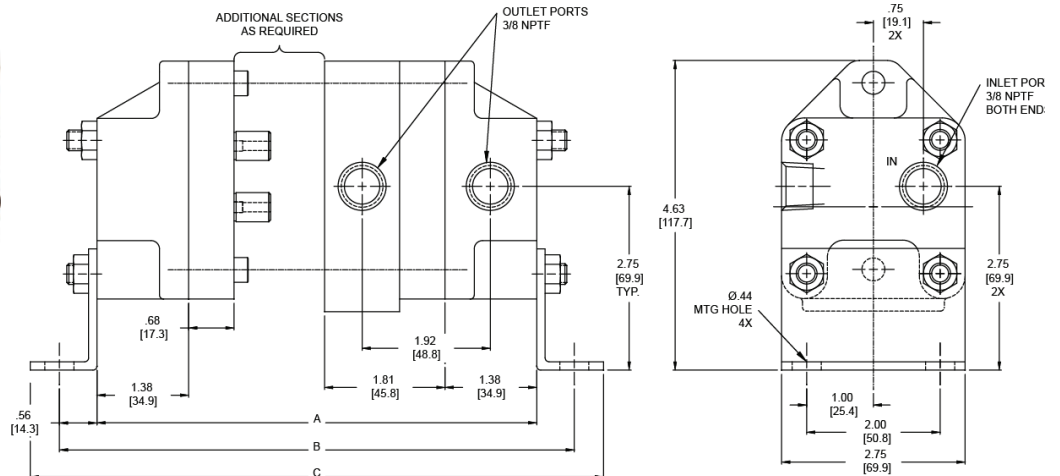 ADDITIONAL SECTIONS
AS REQUIRED
OUTLET PORTS
3/8 NPTF
.75
[19.1]
2X
INLET POR
3/8 NPTF
BOTH ENDS
IN
4.63
[117.7]
2.75
[69.9]
TYP.
2.75
[69.9]
2X
Ø.44
MTG HOLE
4X
.68
[17.3]
1.92
[48.8]
1.38
[34.9]
1.81
[45.8]
1.38
[34.9]
.56
[14.3]
A
B
C
1.00
[25.4]
2.00
[50.8]
2.75
[69.9]